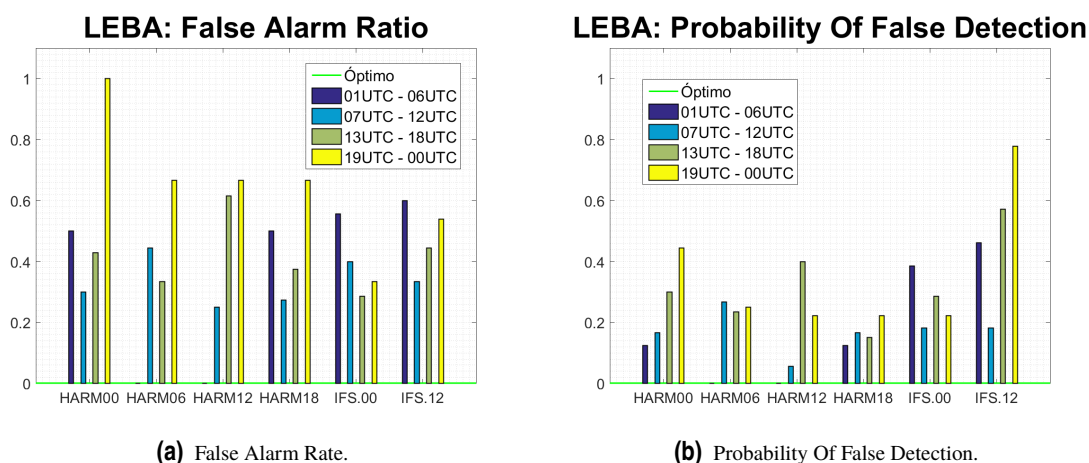 LEBA: False Alarm Ratio
1
0.8
0.6
0.4
0.2
0
Óptimo
01UTC - 06UTC
07UTC - 12UTC
13UTC - 18UTC
19UTC - 00UTC
HARM00 HARM06 HARM12 HARM18 IFS.00 IFS.12
(a) False Alarm Rate.
LEBA: Probability Of False Detection
1
0.8
0.6
0.4
0.2
0
Óptimo
01UTC - 06UTC
07UTC - 12UTC
13UTC - 18UTC
19UTC - 00UTC
HARM00 HARM06 HARM12 HARM18 IFS.00 IFS.12
(b) Probability Of False Detection.